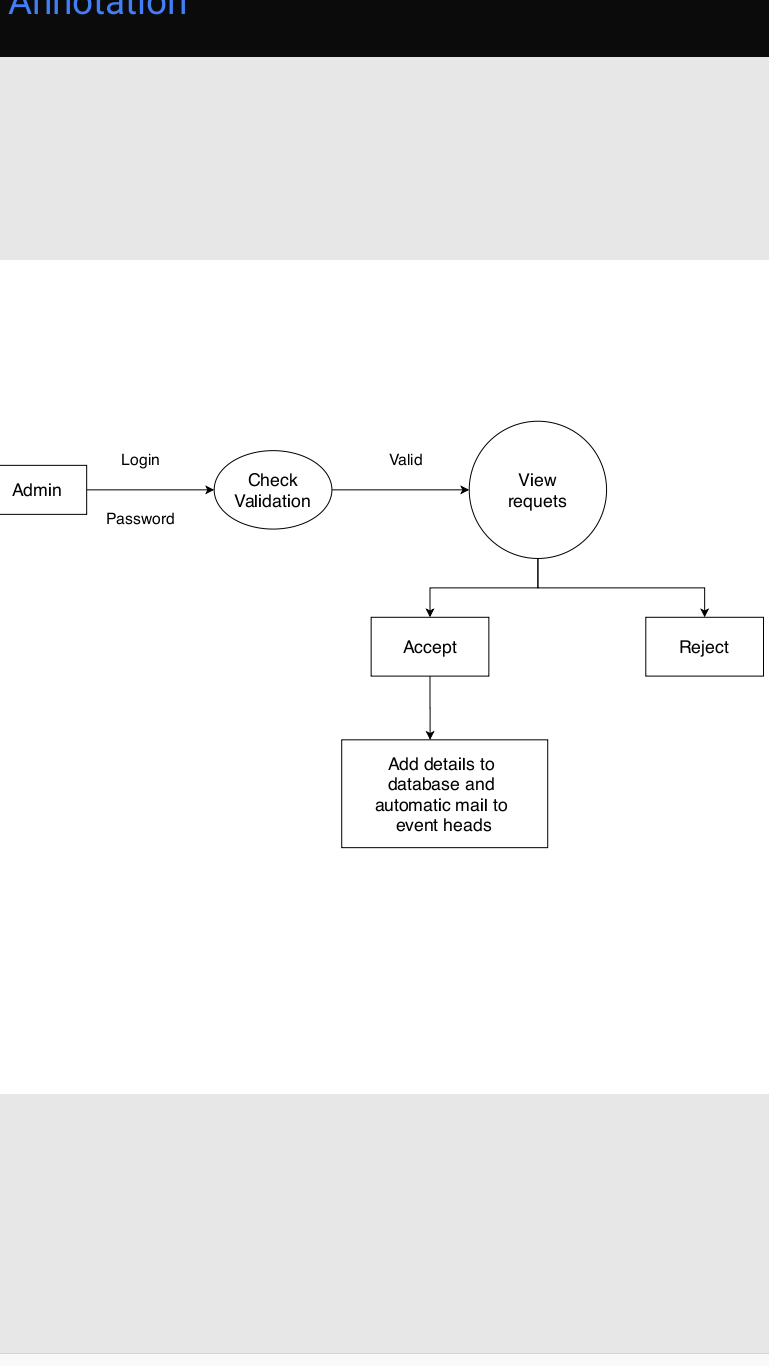 Annotation
Login
Admin
Password
Check
Validation
Valid
View
requets
Accept
Reject
Add details to
database and
automatic mail to
event heads